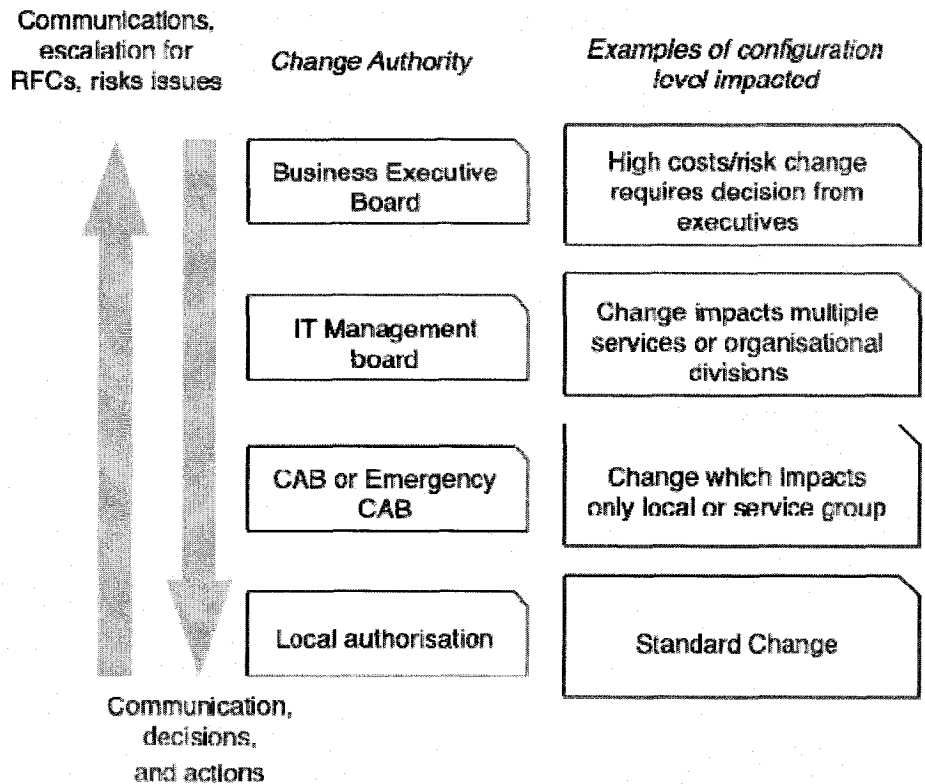 Communications,
escalation for
RFCs, risks issues
Change Authority
Examples of configuration
level impacted
Business Executive
Board
High costs/risk change
requires decision from
executives
IT Management
board
Change impacts multiple
services or organisational
divisions
CAB or Emergency
CAB
Change which impacts
only local or service group
Local authorisation
Standard Change
Communication,
decisions,
and actions